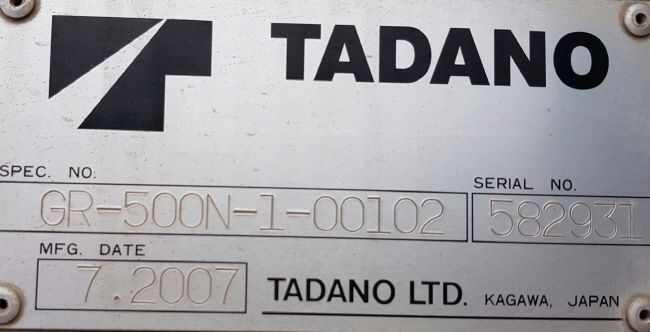 TADANO
SPEC. NO.
GR-500N-1-00102
SERIAL NO.
582931
MFG. DATE
7.2007
TADANO LTD. KAGAWA, JAPAN